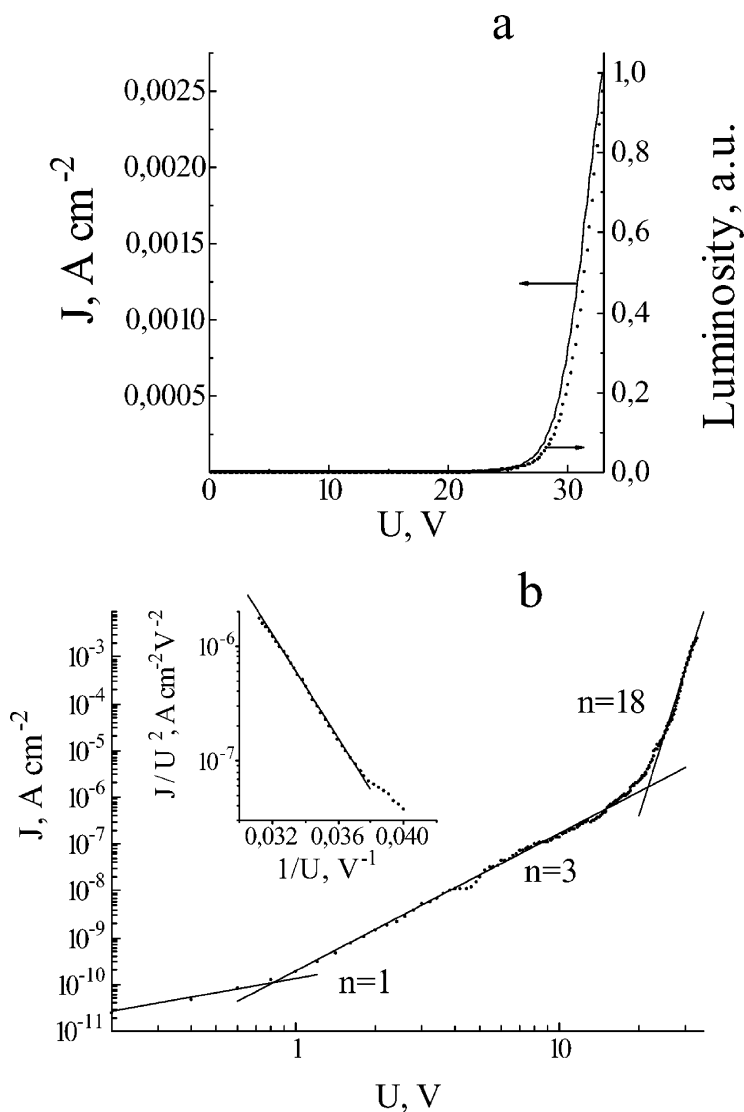 a
0,0025
0,0020
0,0015
0,0010
0,0005
J, A cm-2
1,0
0,8
0,6
0,4
0,2
0,0
Luminosity, a.u.
0 10 20 30
U, V
b
10-3
10-4
10-5
10-6
10-7
10-8
10-9
10-10
10-11
J, A cm-2
J / U 2, A cm-2V-2
10-6
10-7
0,032 0,036 0,040
1/U, V-1
n=18
n=3
n=1
1 10
U, V